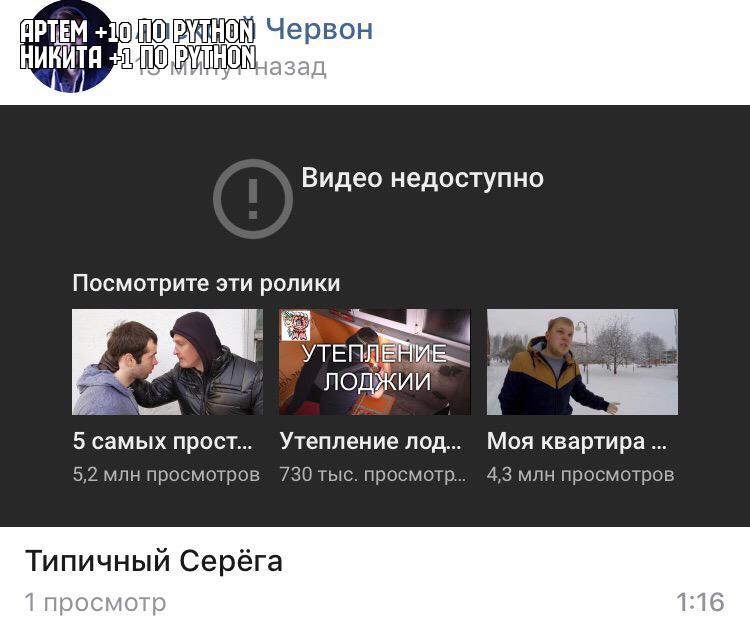 АРТЕМ +10 ПО PYTHON
Червон
НИКИТА +1 ПО PYTHON
минут назад
Видео недоступно
Посмотрите эти ролики
УТЕПЛЕНИЕ
ЛОДЖИИ
5 самых прост...
Утепление лод...
Моя квартира ...
5,2 млн просмотров
730 тыс. просмотр...
4,3 млн просмотров
Типичный Серёга
1 просмотр
1:16